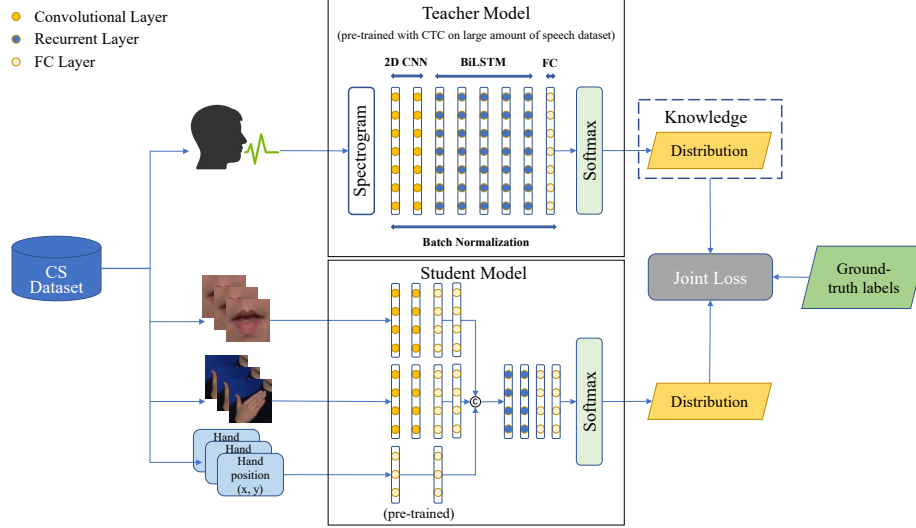 Convolutional Layer
Recurrent Layer
FC Layer
Teacher Model
(pre-trained with CTC on large amount of speech dataset)
2D CNN
BiLSTM
FC
Spectrogram
Softmax
Batch Normalization
Knowledge
Distribution
CS
Dataset
Student Model
Joint Loss
Ground-
truth labels
C
Softmax
Distribution
Hand
Hand
Hand
position
(x, y)
(pre-trained)